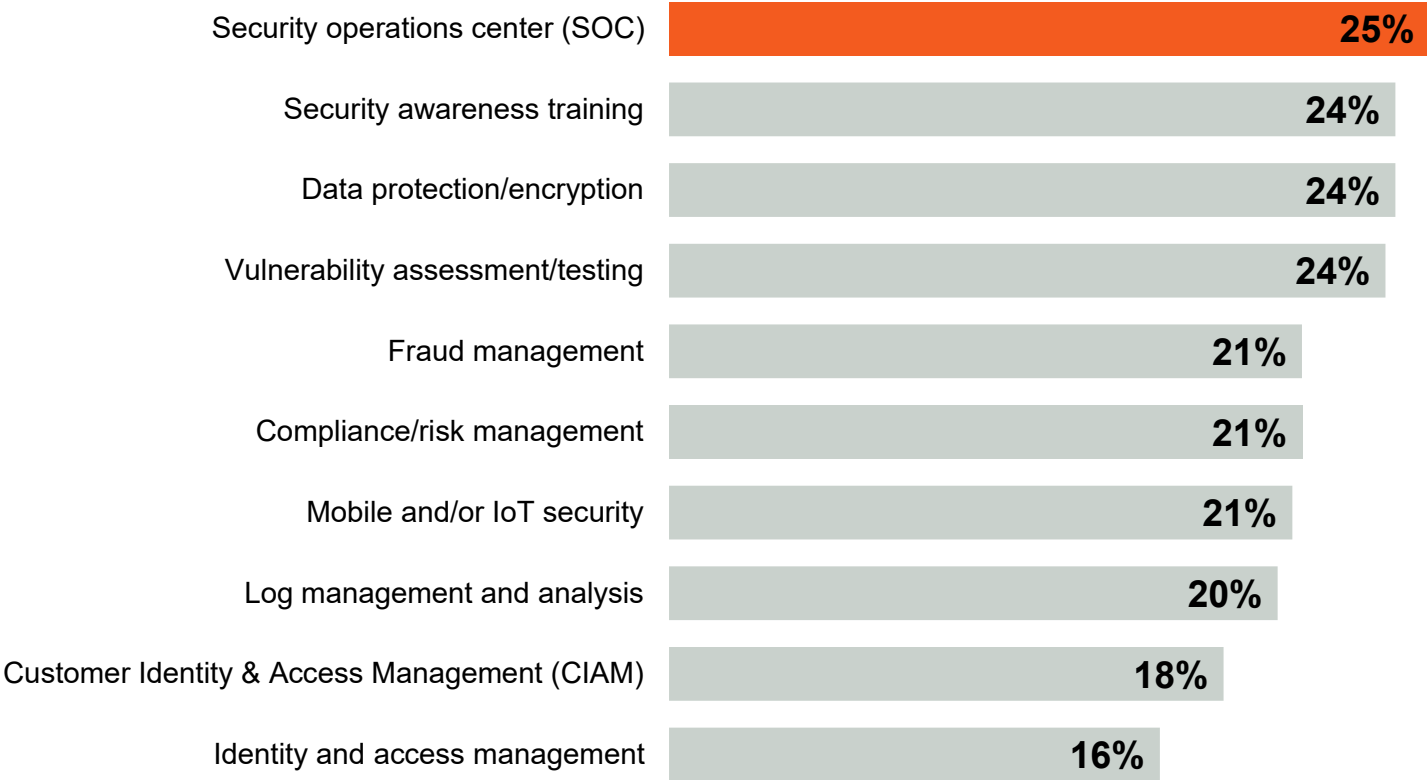 Security operations center (SOC) 25%
Security awareness training 24%
Data protection/encryption 24%
Vulnerability assessment/testing 24%
Fraud management 21%
Compliance/risk management 21%
Mobile and/or IoT security 21%
Log management and analysis 20%
Customer Identity & Access Management (CIAM) 18%
Identity and access management 16%